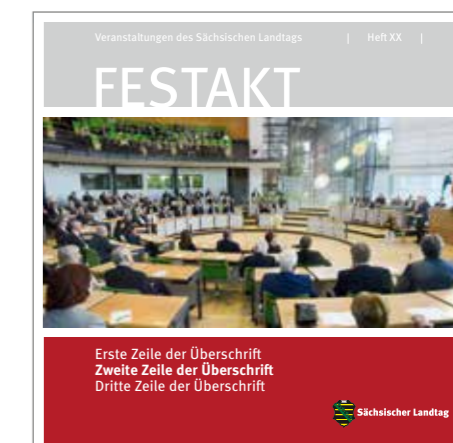 Veranstaltungen des Sächsischen Landtags | Heft XX |
FESTAKT
Erste Zeile der Überschrift
Zweite Zeile der Überschrift
Dritte Zeile der Überschrift
Sächsischer Landtag